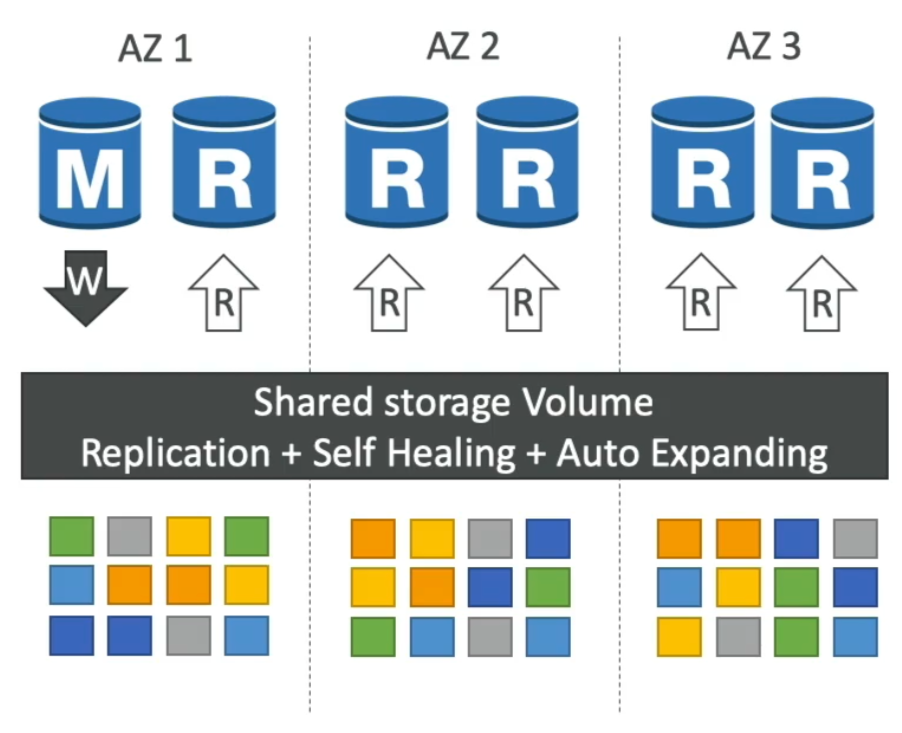 AZ 1
AZ 2
AZ 3
M
R
R
R
R
R
W
R
R
R
R
R
Shared storage Volume
Replication + Self Healing + Auto Expanding